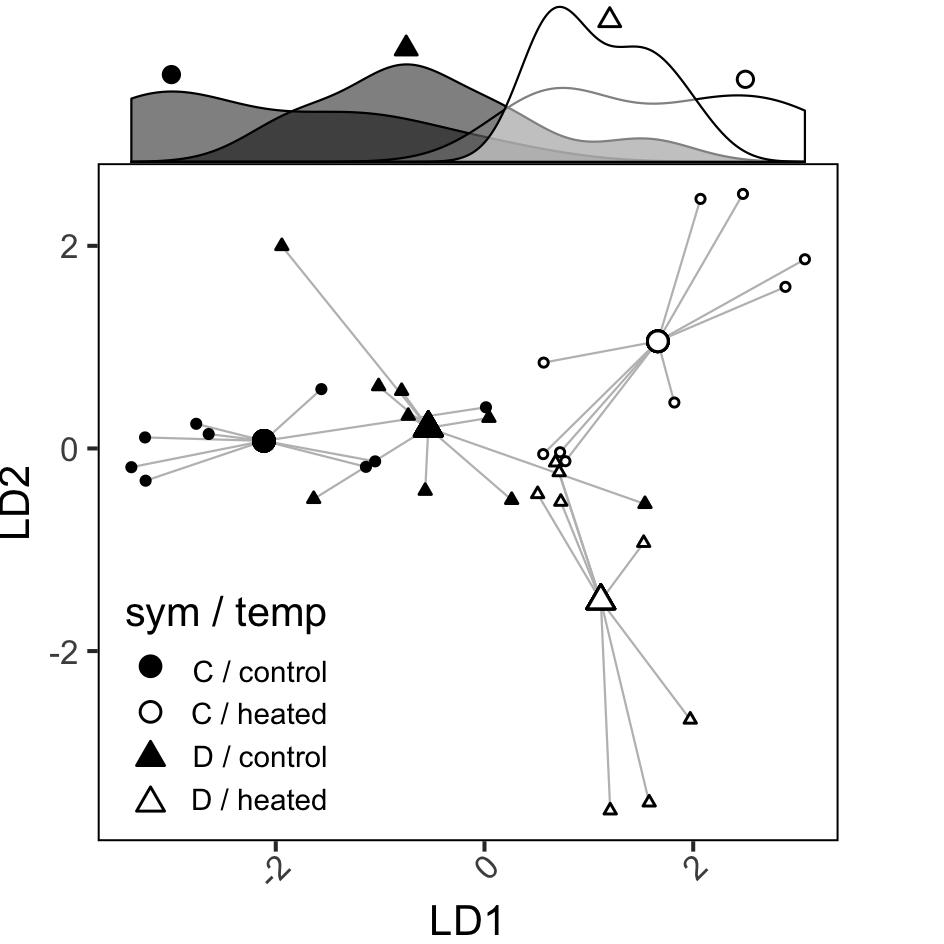 2
0
-2
LD2
sym / temp
C / control
C / heated
D / control
D / heated
-2
0
2
LD1